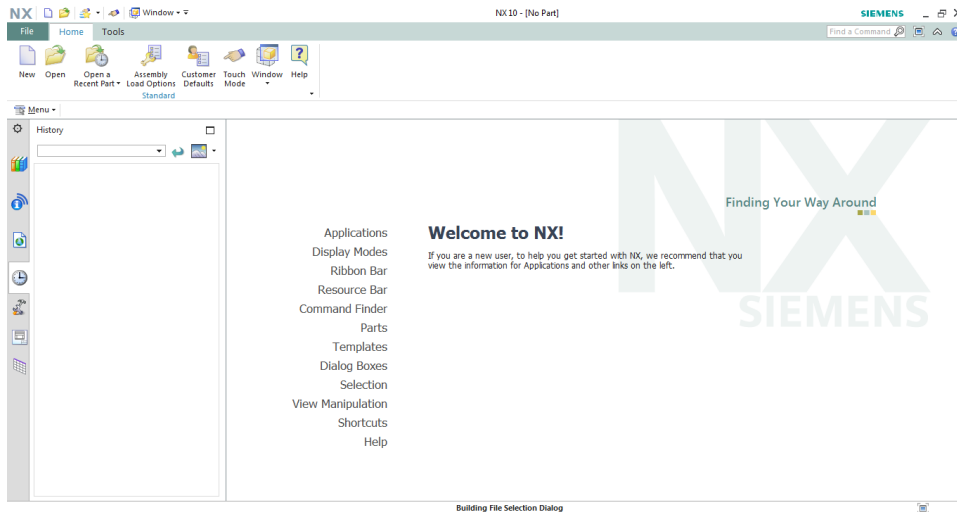 NX
Window
NX 10 - [No Part]
SIEMENS
File
Home
Tools
Find a Command
New
Open
Open a
Recent Part
Assembly
Load Options
Customer
Defaults
Touch
Mode
Window
Help
Standard
Menu
History
NX
SIEMENS
Finding Your Way Around
Applications
Display Modes
Ribbon Bar
Resource Bar
Command Finder
Parts
Templates
Dialog Boxes
Selection
View Manipulation
Shortcuts
Help
Welcome to NX!
If you are a new user, to help you get started with NX, we recommend that you
view the information for Applications and other links on the left.
Building File Selection Dialog